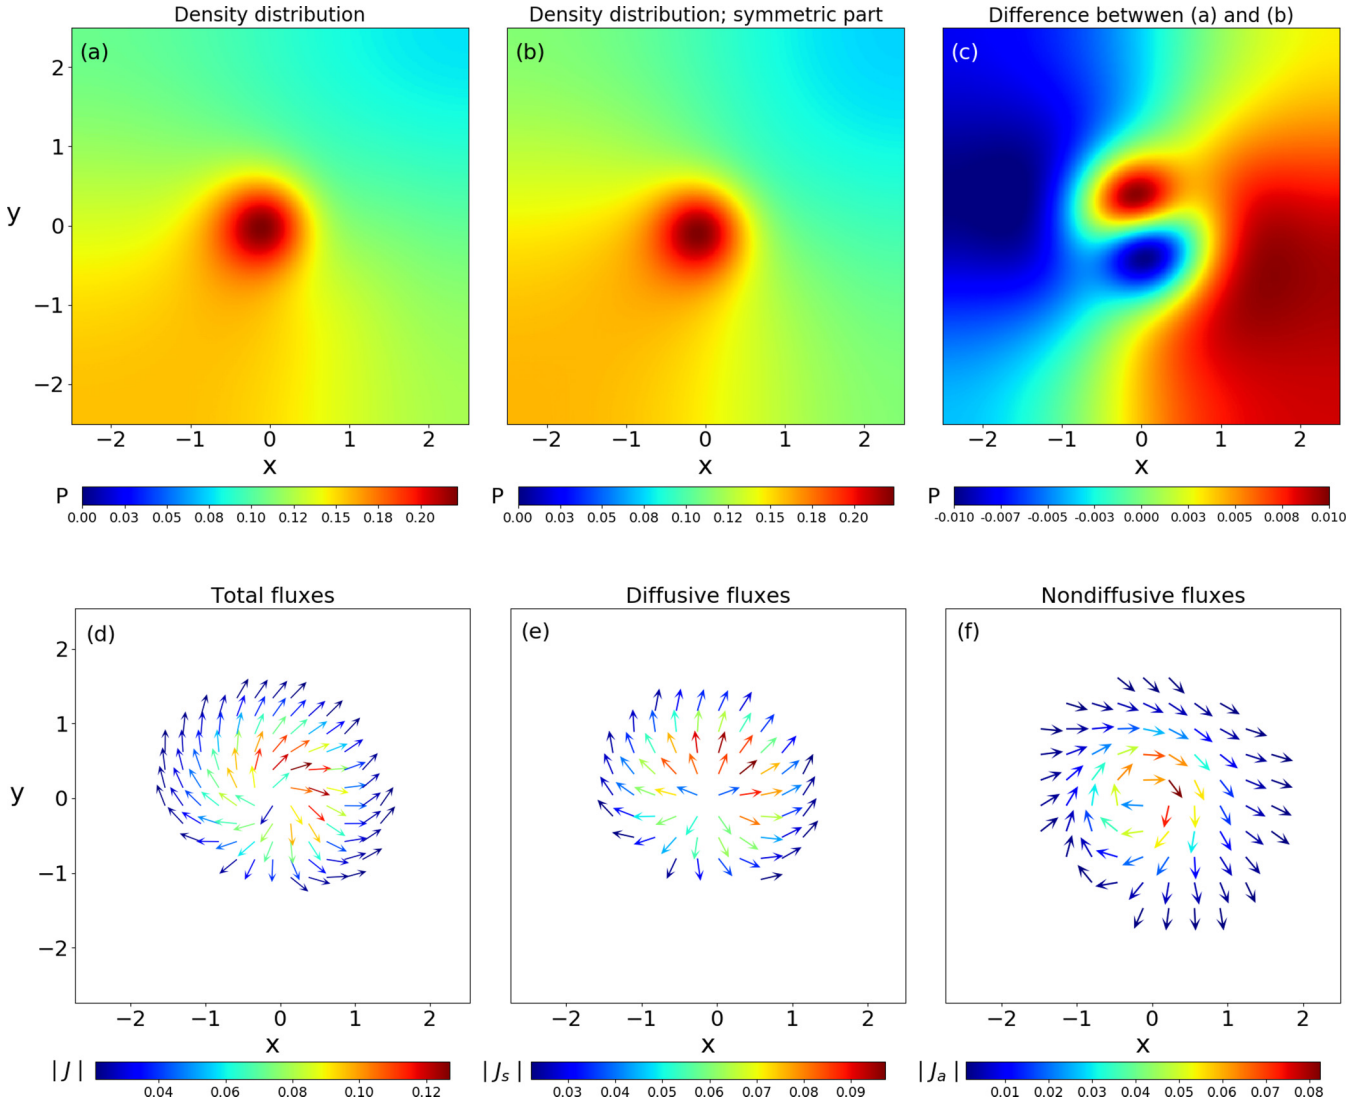 Density distribution
Density distribution; symmetric part
Difference betwwen (a) and (b)
(a)
(b)
(c)
2
1
0
−1
−2
y
−2 −1 0 1 2
−2 −1 0 1 2
−2 −1 0 1 2
x
x
x
P
0.00 0.03 0.05 0.08 0.10 0.12 0.15 0.18 0.20
P
0.00 0.03 0.05 0.08 0.10 0.12 0.15 0.18 0.20
P
-0.010 -0.007 -0.005 -0.003 0.000 0.003 0.005 0.008 0.010
Total fluxes
Diffusive fluxes
Nondiffusive fluxes
(d)
(e)
(f)
2
1
0
−1
−2
y
−2 −1 0 1 2
−2 −1 0 1 2
−2 −1 0 1 2
x
x
x
| J |
0.04 0.06 0.08 0.10 0.12
| Js |
0.03 0.04 0.05 0.06 0.07 0.08 0.09
| Ja |
0.01 0.02 0.03 0.04 0.05 0.06 0.07 0.08